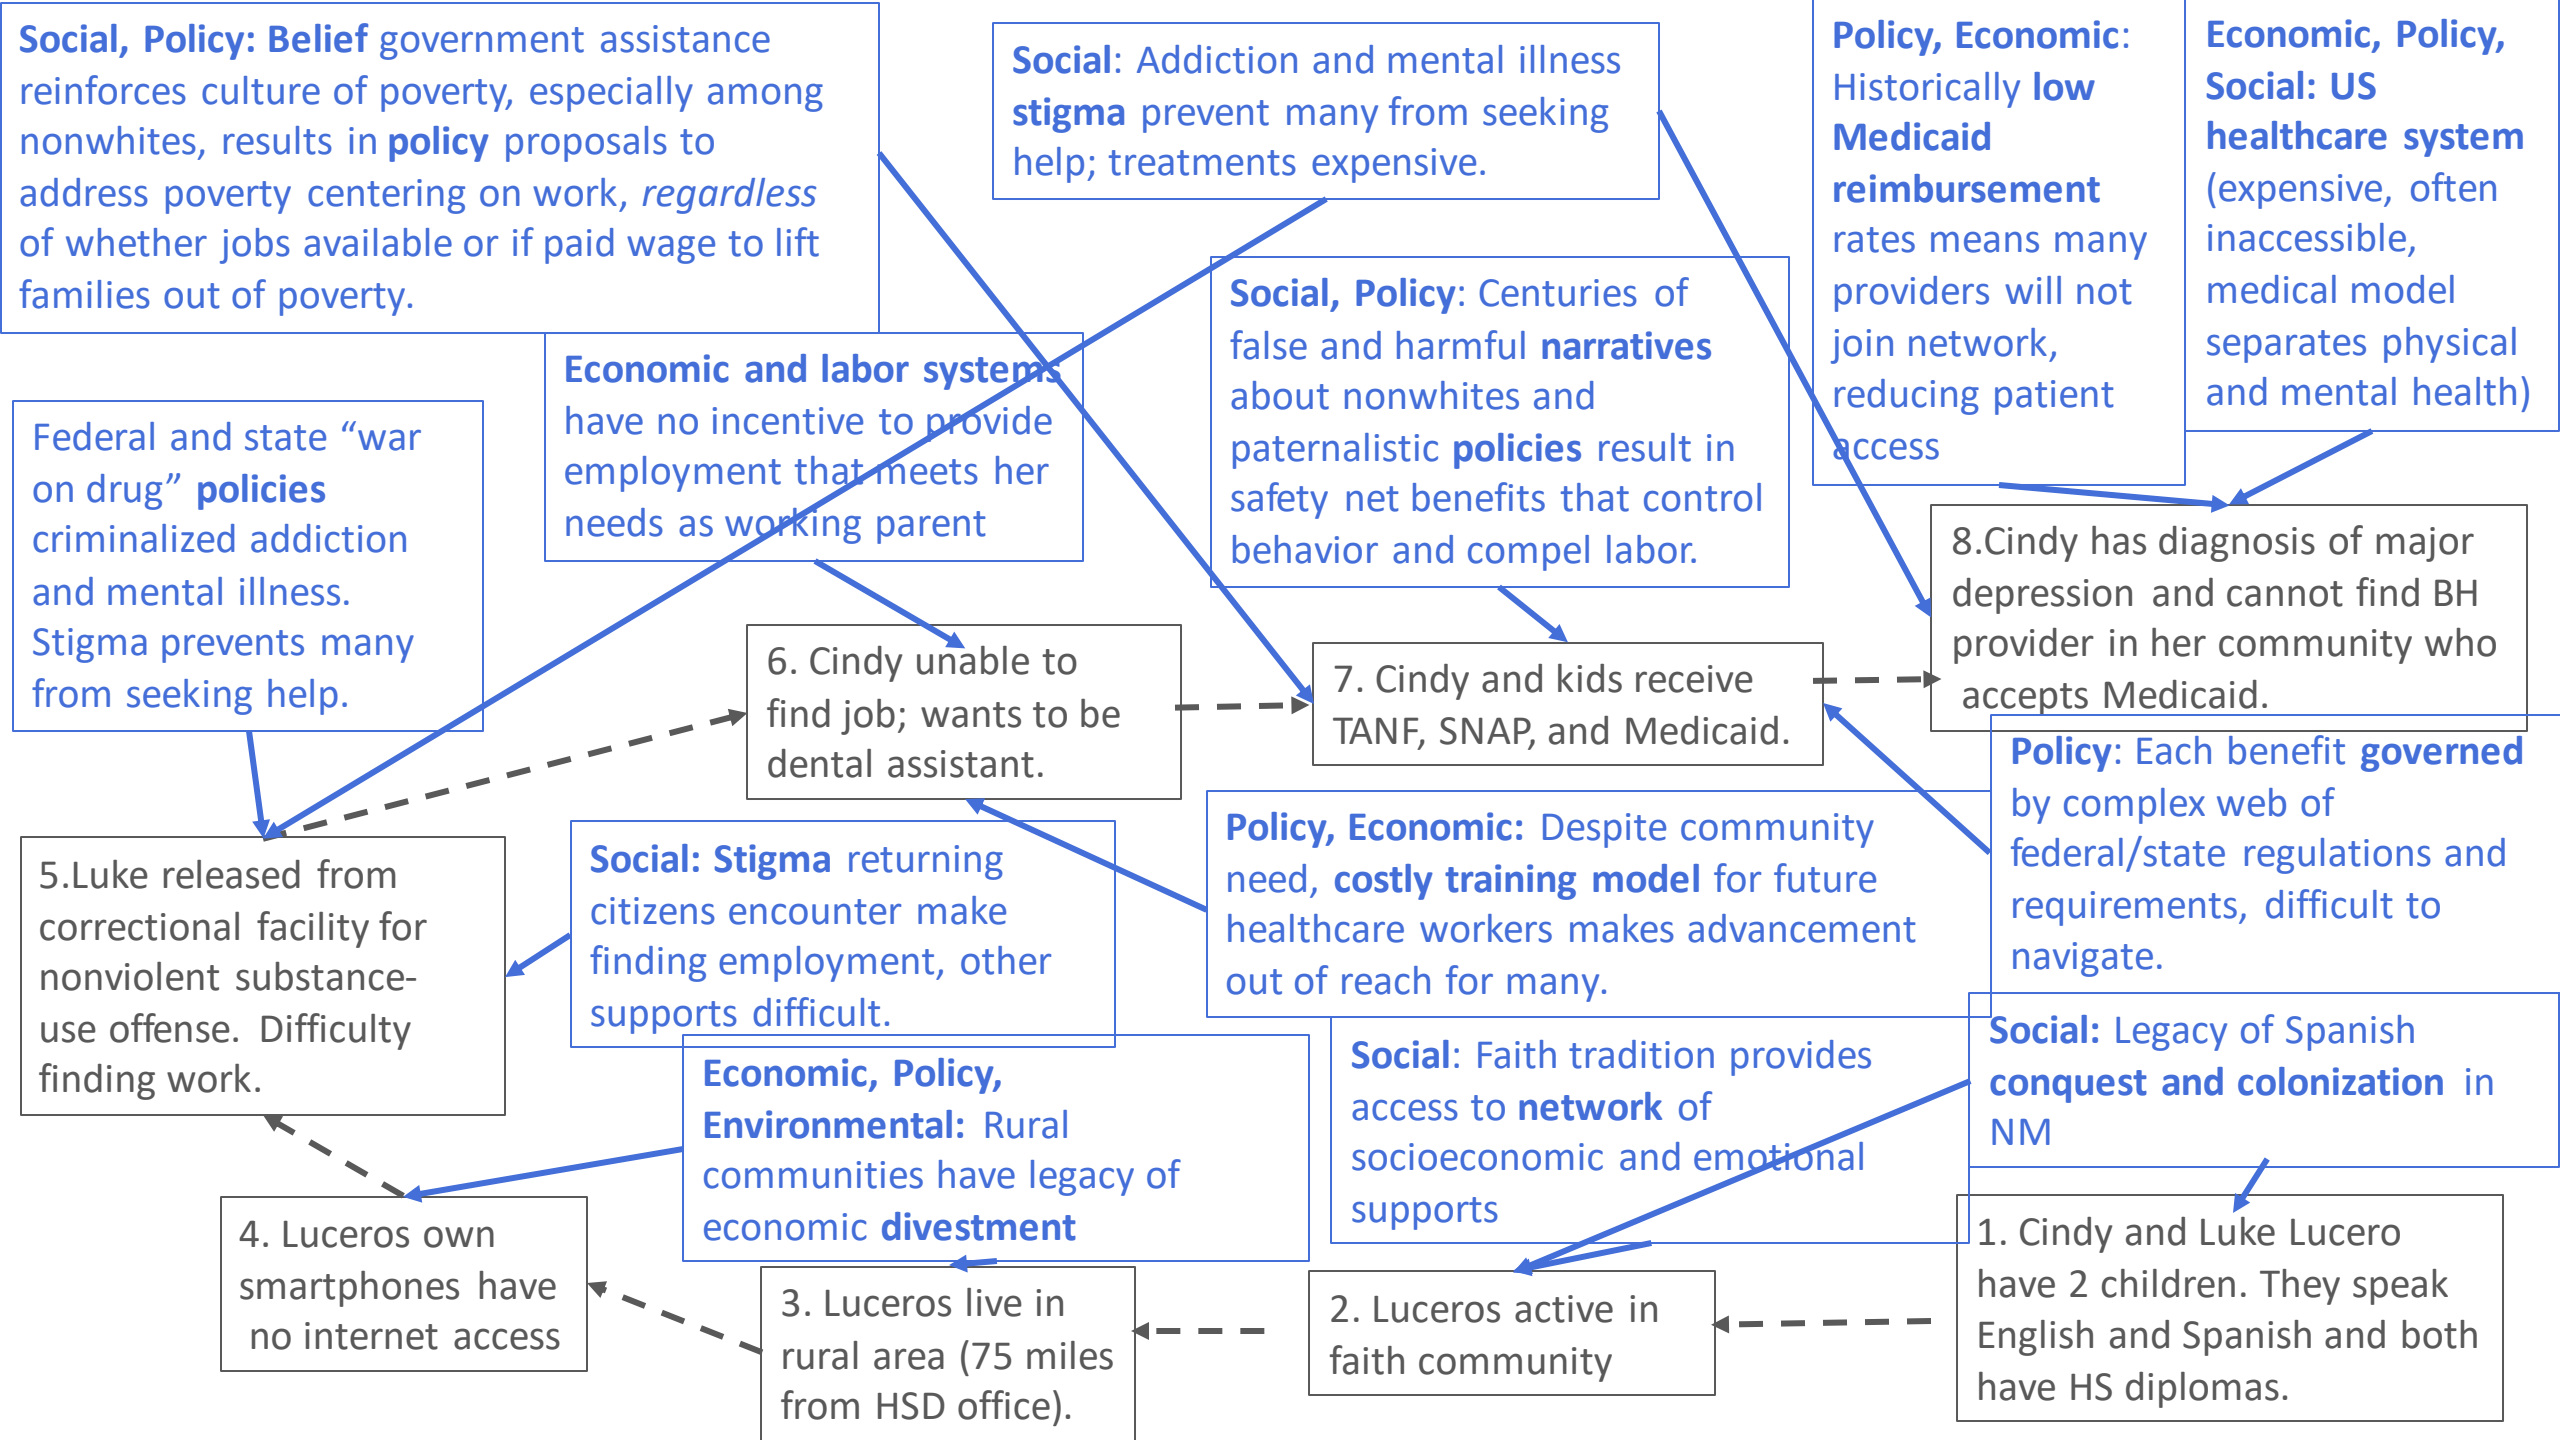 Social, Policy: Belief government assistance
reinforces culture of poverty, especially among
nonwhites, results in policy proposals to
address poverty centering on work, regardless
of whether jobs available or if paid wage to lift
families out of poverty.
Social: Addiction and mental illness
stigma prevent many from seeking
help; treatments expensive.
Policy, Economic:
Historically low
Medicaid
reimbursement
rates means many
providers will not
join network,
reducing patient
access
Economic, Policy,
Social: US
healthcare system
(expensive, often
inaccessible,
medical model
separates physical
and mental health)
Federal and state “war
on drug” policies
criminalized addiction
and mental illness.
Stigma prevents many
from seeking help.
Economic and labor systems
have no incentive to provide
employment that meets her
needs as working parent
Social, Policy: Centuries of
false and harmful narratives
about nonwhites and
paternalistic policies result in
safety net benefits that control
behavior and compel labor.
8.Cindy has diagnosis of major
depression and cannot find BH
provider in her community who
accepts Medicaid.
6. Cindy unable to
find job; wants to be
dental assistant.
7. Cindy and kids receive
TANF, SNAP, and Medicaid.
Policy: Each benefit governed
by complex web of
federal/state regulations and
requirements, difficult to
navigate.
5.Luke released from
correctional facility for
nonviolent substance-
use offense. Difficulty
finding work.
Social: Stigma returning
citizens encounter make
finding employment, other
supports difficult.
Policy, Economic: Despite community
need, costly training model for future
healthcare workers makes advancement
out of reach for many.
Economic, Policy,
Environmental: Rural
communities have legacy of
economic divestment
Social: Faith tradition provides
access to network of
socioeconomic and emotional
supports
Social: Legacy of Spanish
conquest and colonization in
NM
4. Luceros own
smartphones have
no internet access
3. Luceros live in
rural area (75 miles
from HSD office).
2. Luceros active in
faith community
1. Cindy and Luke Lucero
have 2 children. They speak
English and Spanish and both
have HS diplomas.